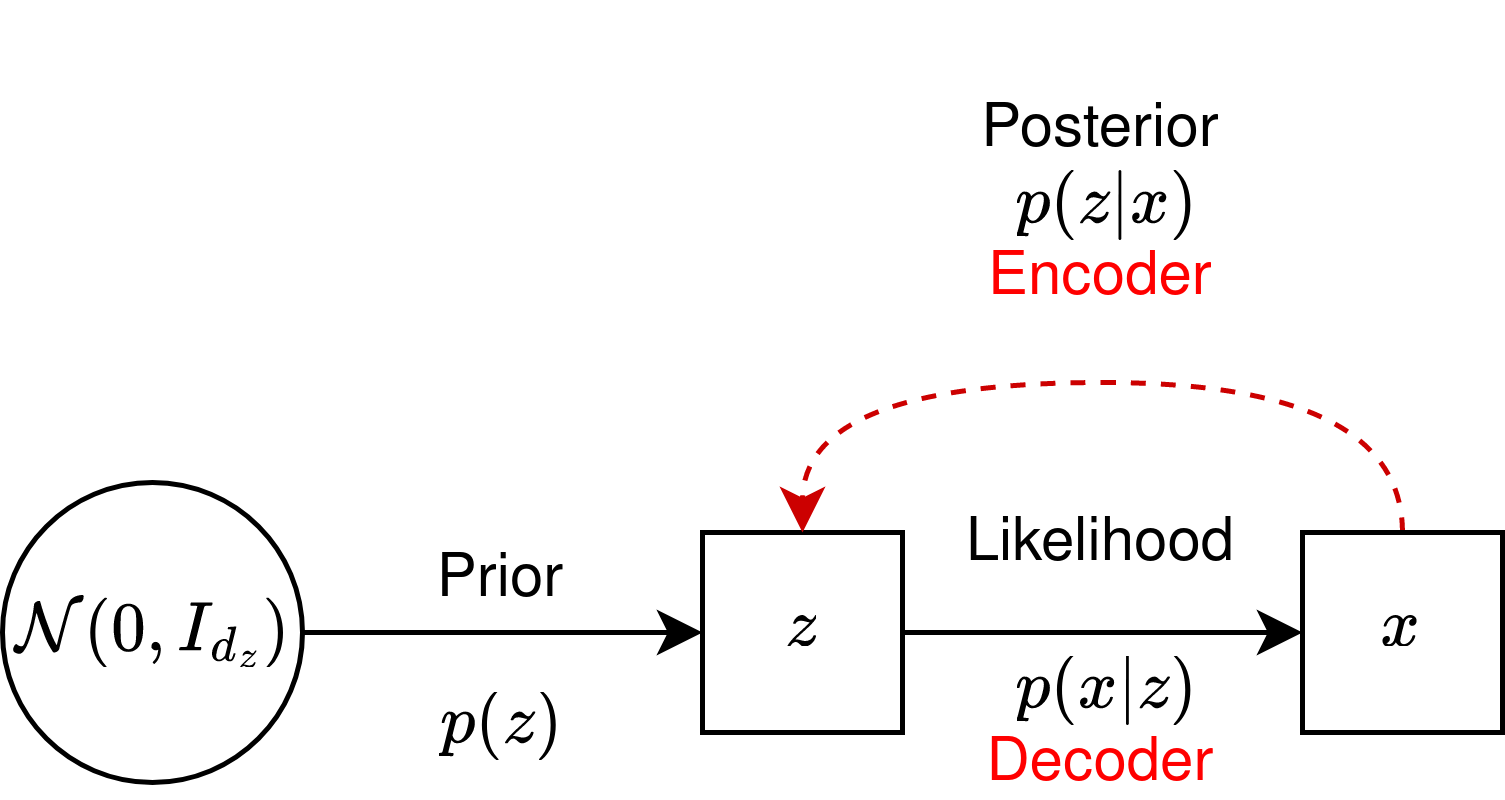 Posterior
p(z|x)
Encoder
Likelihood
Prior
𝒩(0, I_{d_z})
z
x
p(x|z)
p(z)
Decoder